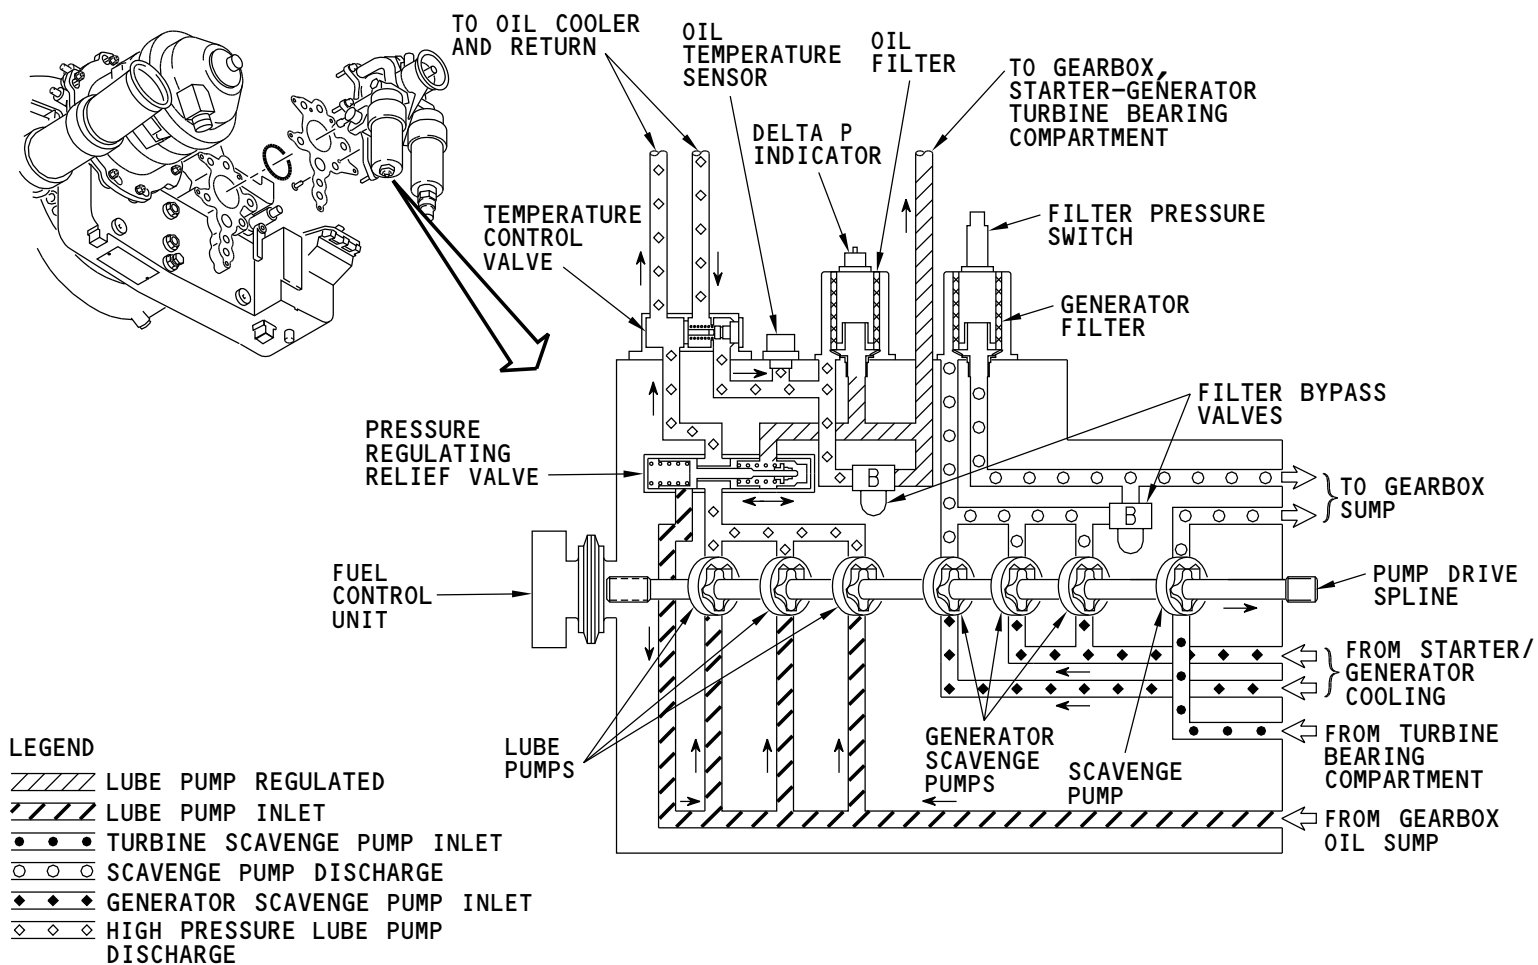 TO OIL COOLER
AND RETURN
OIL
TEMPERATURE
SENSOR
OIL
FILTER
TO GEARBOX,
STARTER-GENERATOR
TURBINE BEARING
COMPARTMENT
DELTA P
INDICATOR
TEMPERATURE
CONTROL
VALVE
FILTER PRESSURE
SWITCH
GENERATOR
FILTER
FILTER BYPASS
VALVES
PRESSURE
REGULATING
RELIEF VALVE
B
B
TO GEARBOX
SUMP
FUEL
CONTROL
UNIT
PUMP DRIVE
SPLINE
FROM STARTER/
GENERATOR
COOLING
LUBE
PUMPS
GENERATOR
SCAVENGE
PUMPS
SCAVENGE
PUMP
FROM TURBINE
BEARING
COMPARTMENT
FROM GEARBOX
OIL SUMP
LEGEND
LUBE PUMP REGULATED
LUBE PUMP INLET
TURBINE SCAVENGE PUMP INLET
SCAVENGE PUMP DISCHARGE
GENERATOR SCAVENGE PUMP INLET
HIGH PRESSURE LUBE PUMP
DISCHARGE